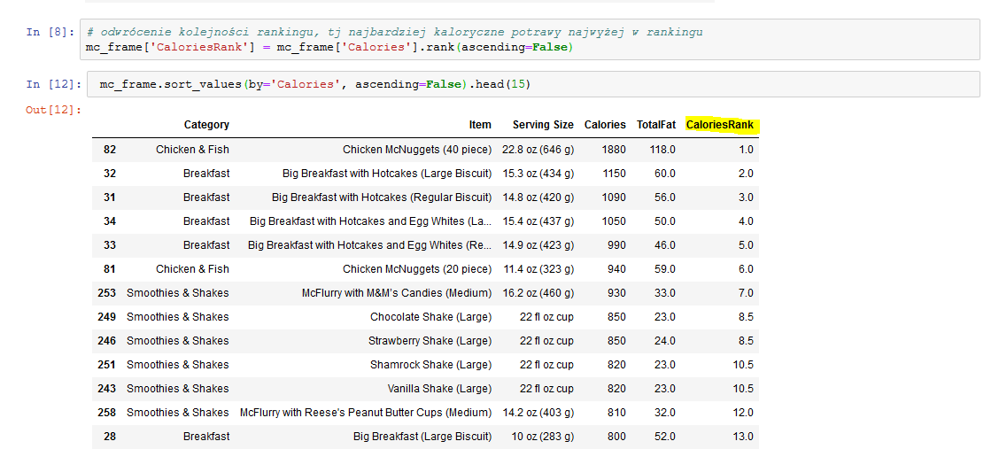 In [8]: # odwrócenie kolejności rankingu, tj najbardziej kaloryczne potrawy najwyżej w rankingu
mc_frame['CaloriesRank'] = mc_frame['Calories'].rank(ascending=False)
In [12]: mc_frame.sort_values(by='Calories', ascending=False).head(15)
Out[12]:
Category Item Serving Size Calories TotalFat CaloriesRank
82 Chicken & Fish Chicken McNuggets (40 piece) 22.8 oz (646 g) 1880 118.0 1.0
32 Breakfast Big Breakfast with Hotcakes (Large Biscuit) 15.3 oz (434 g) 1150 60.0 2.0
31 Breakfast Big Breakfast with Hotcakes (Regular Biscuit) 14.8 oz (420 g) 1090 56.0 3.0
34 Breakfast Big Breakfast with Hotcakes and Egg Whites (La... 15.4 oz (437 g) 1050 50.0 4.0
33 Breakfast Big Breakfast with Hotcakes and Egg Whites (Re... 14.9 oz (423 g) 990 46.0 5.0
81 Chicken & Fish Chicken McNuggets (20 piece) 11.4 oz (323 g) 940 59.0 6.0
253 Smoothies & Shakes McFlurry with M&M's Candies (Medium) 16.2 oz (460 g) 930 33.0 7.0
249 Smoothies & Shakes Chocolate Shake (Large) 22 fl oz cup 850 23.0 8.5
246 Smoothies & Shakes Strawberry Shake (Large) 22 fl oz cup 850 24.0 8.5
251 Smoothies & Shakes Shamrock Shake (Large) 22 fl oz cup 820 23.0 10.5
243 Smoothies & Shakes Vanilla Shake (Large) 22 fl oz cup 820 23.0 10.5
258 Smoothies & Shakes McFlurry with Reese's Peanut Butter Cups (Medium) 14.2 oz (403 g) 810 32.0 12.0
28 Breakfast Big Breakfast (Large Biscuit) 10 oz (283 g) 800 52.0 13.0